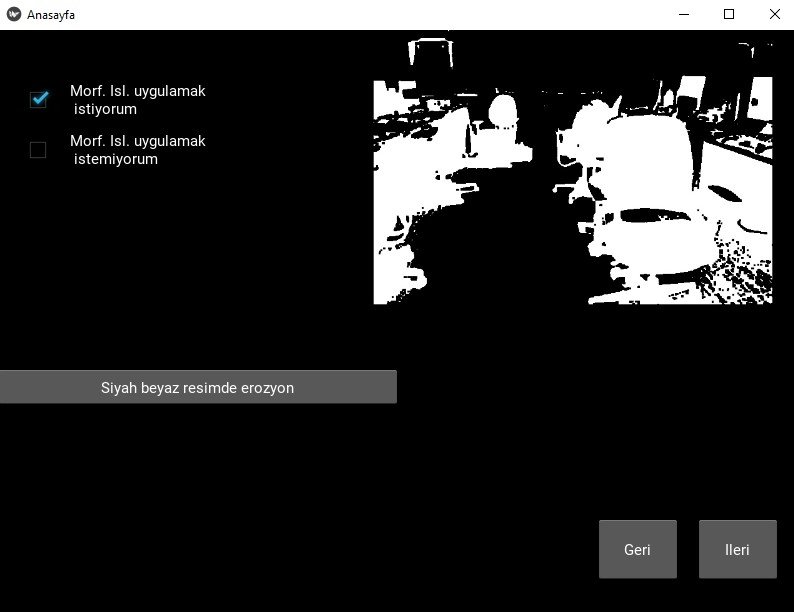 Anasayfa
Morf. Isl. uygulamak
istiyorum
Morf. Isl. uygulamak
istemiyorum
Siyah beyaz resimde erozyon
Geri
Ileri